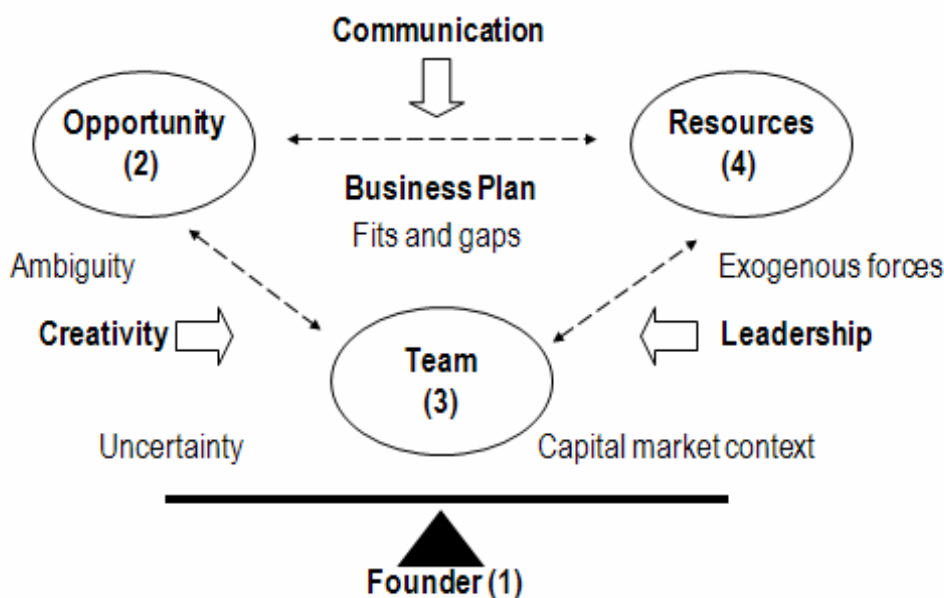 Communication
Opportunity
(2)
Resources
(4)
Business Plan
Fits and gaps
Ambiguity
Exogenous forces
Creativity
Leadership
Team
(3)
Uncertainty
Capital market context
Founder (1)